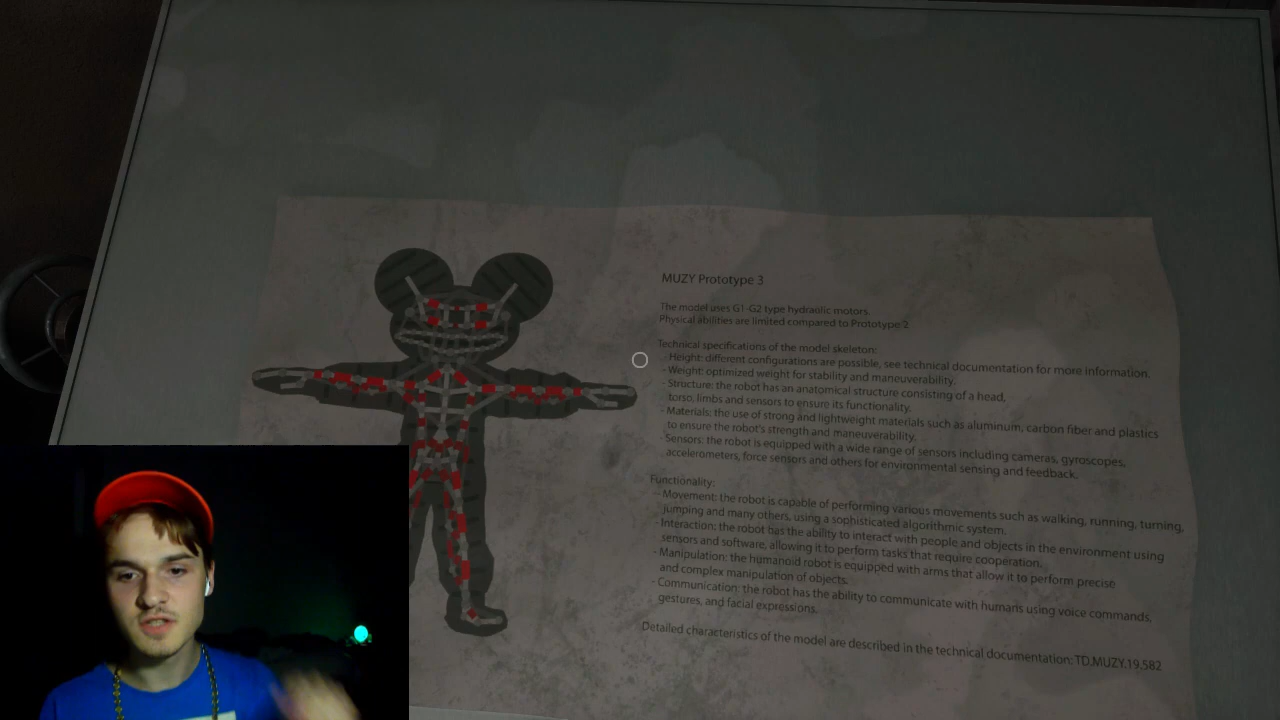 MUZY Prototype 3
The model uses G1-G2 type hydraulic motors.
Physical abilities are limited compared to Prototype 2
Technical specifications of the model skeleton:
- Height: different configurations are possible, see technical documentation for more information.
- Weight: optimized weight for stability and maneuverability.
- Structure: the robot has an anatomical structure consisting of a head,
torso, limbs and sensors to ensure its functionality.
- Materials: the use of strong and lightweight materials such as aluminum, carbon fiber and plastics
to ensure the robot's strength and maneuverability.
- Sensors: the robot is equipped with a wide range of sensors including cameras, gyroscopes,
accelerometers, force sensors and others for environmental sensing and feedback.
Functionality:
- Movement: the robot is capable of performing various movements such as walking, running, turning,
jumping and many others, using a sophisticated algorithmic system.
- Interaction: the robot has the ability to interact with people and objects in the environment using
sensors and software, allowing it to perform tasks that require cooperation.
- Manipulation: the humanoid robot is equipped with arms that allow it to perform precise
and complex manipulation of objects.
- Communication: the robot has the ability to communicate with humans using voice commands,
gestures, and facial expressions.
Detailed characteristics of the model are described in the technical documentation: TD.MUZY.19.582